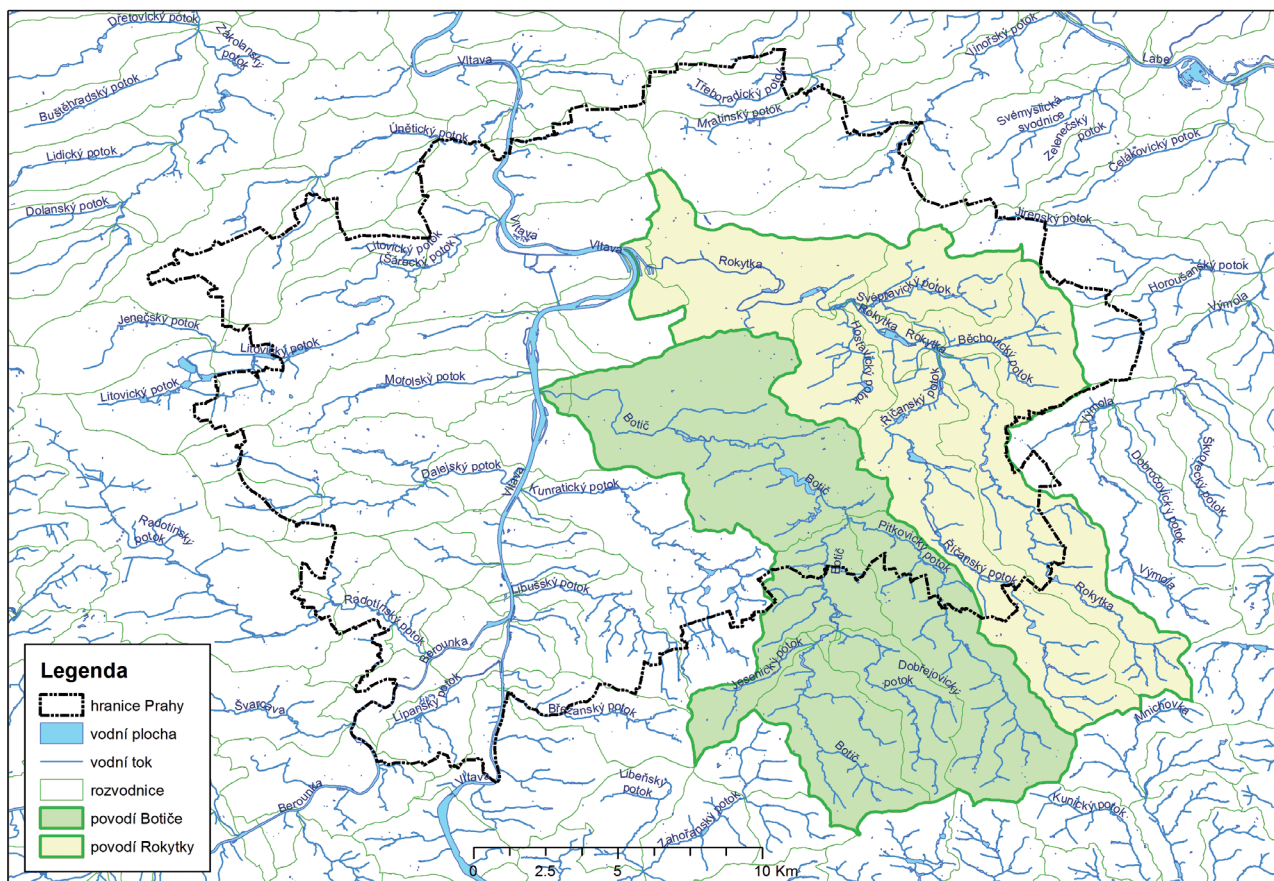 Dřetovický potok
Zákolanský
potok
Buštěhradský potok
Lidický potok
Dolanský potok
Vltava
Únětický potok
Třeboradický potok
Mratínský potok
Vinořský potok
Labe
Svémyslická
svodnice
Zelenečský
potok
Čelákovický potok
Jirenský potok
Horoušanský potok
Výmola
Vltava
Litovický potok
(Šárecký potok)
Vltava
Rokytka
Svépravický potok
Rokytka
Rokytka
Běchovický potok
Hostavický potok
Říčanský potok
Jenečský potok
Litovický potok
Litovický potok
Motolský potok
Botič
Výmola
Škvorecký potok
Dobročovický potok
Výmola
Dalejský potok
Vltava
Kunratický potok
Botič
Pitkovický potok
Botič
Říčanský potok
Rokytka
Radotínský
potok
Libušský potok
Radotínský potok
Berounka
Lipanský potok
Jesenický potok
Dobřejovický
potok
Mnichovka
Švarcava
Březanský potok
Botič
Vltava
Berounka
Libeňský
potok
Zahořanský potok
Kunický potok
Legenda
hranice Prahy
vodní plocha
vodní tok
rozvodnice
povodí Botiče
povodí Rokytky
0 2.5 5 10 Km